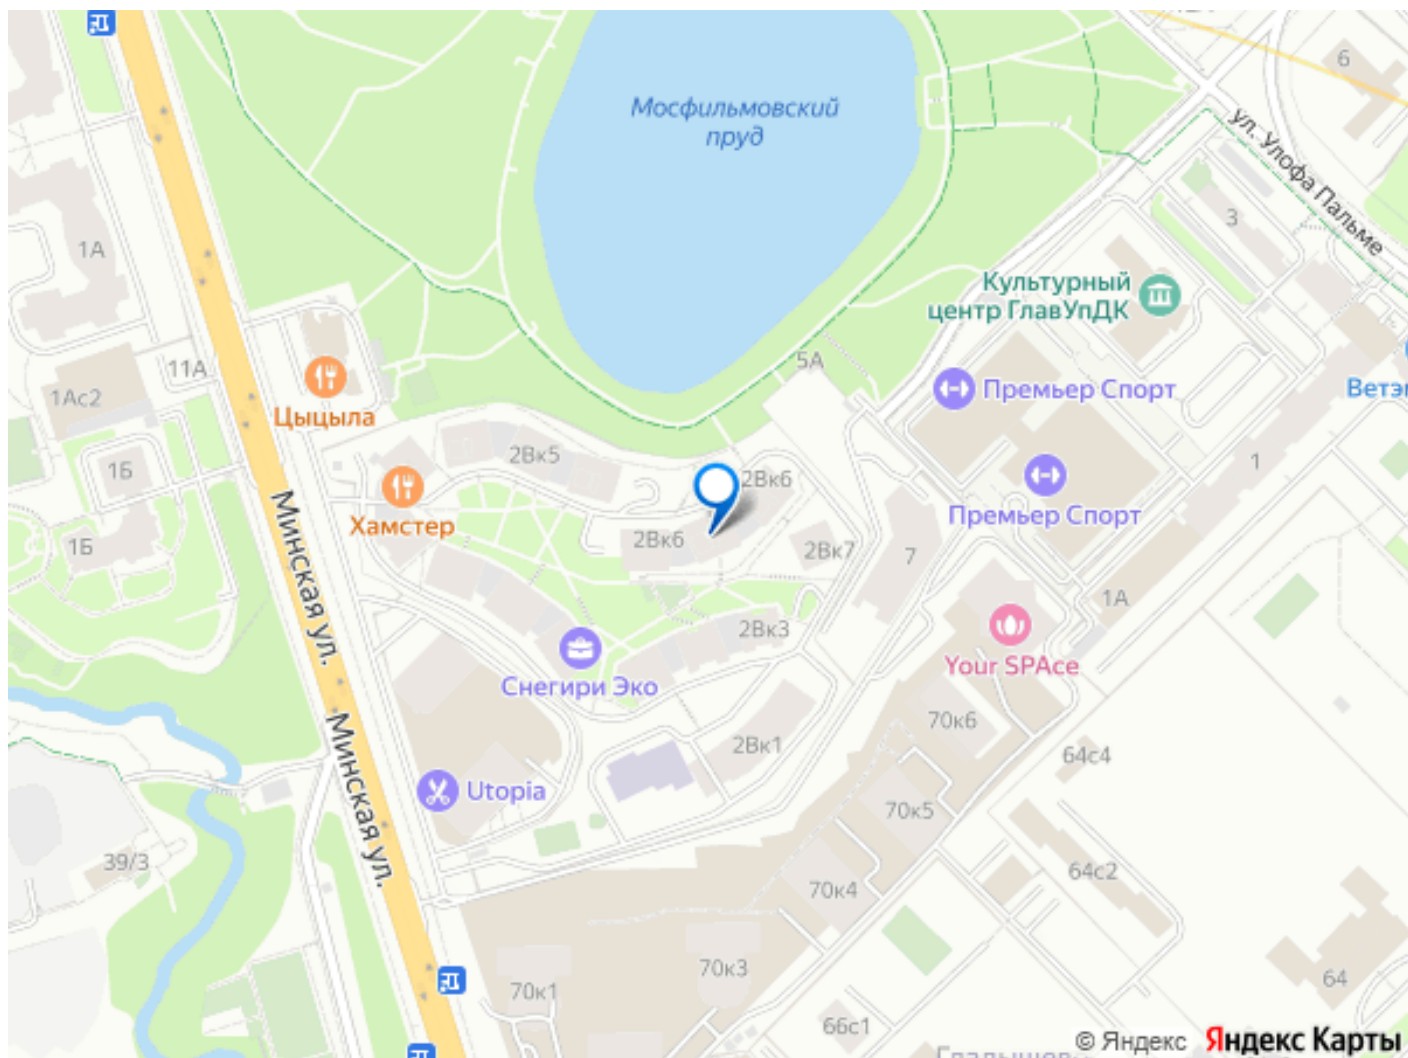 Мосфильмовский
пруд
6
ул. Улофа Пальме
3
1А
Культурный
центр ГлавУпДК
5А
11А
1Ас2
Цыцыла
Премьер Спорт
Ветэ
2Вк5
1Б
1
2Вк6
Хамстер
Премьер Спорт
1Б
2Вк6
2Вк7
7
Минская ул.
1А
2Вк3
Your SPAce
Снегири Эко
70к6
2Вк1
64с4
Минская ул.
Utopia
70к5
39/3
64с2
70к4
70к3
64
70к1
66с1
© Яндекс
Яндекс Карты